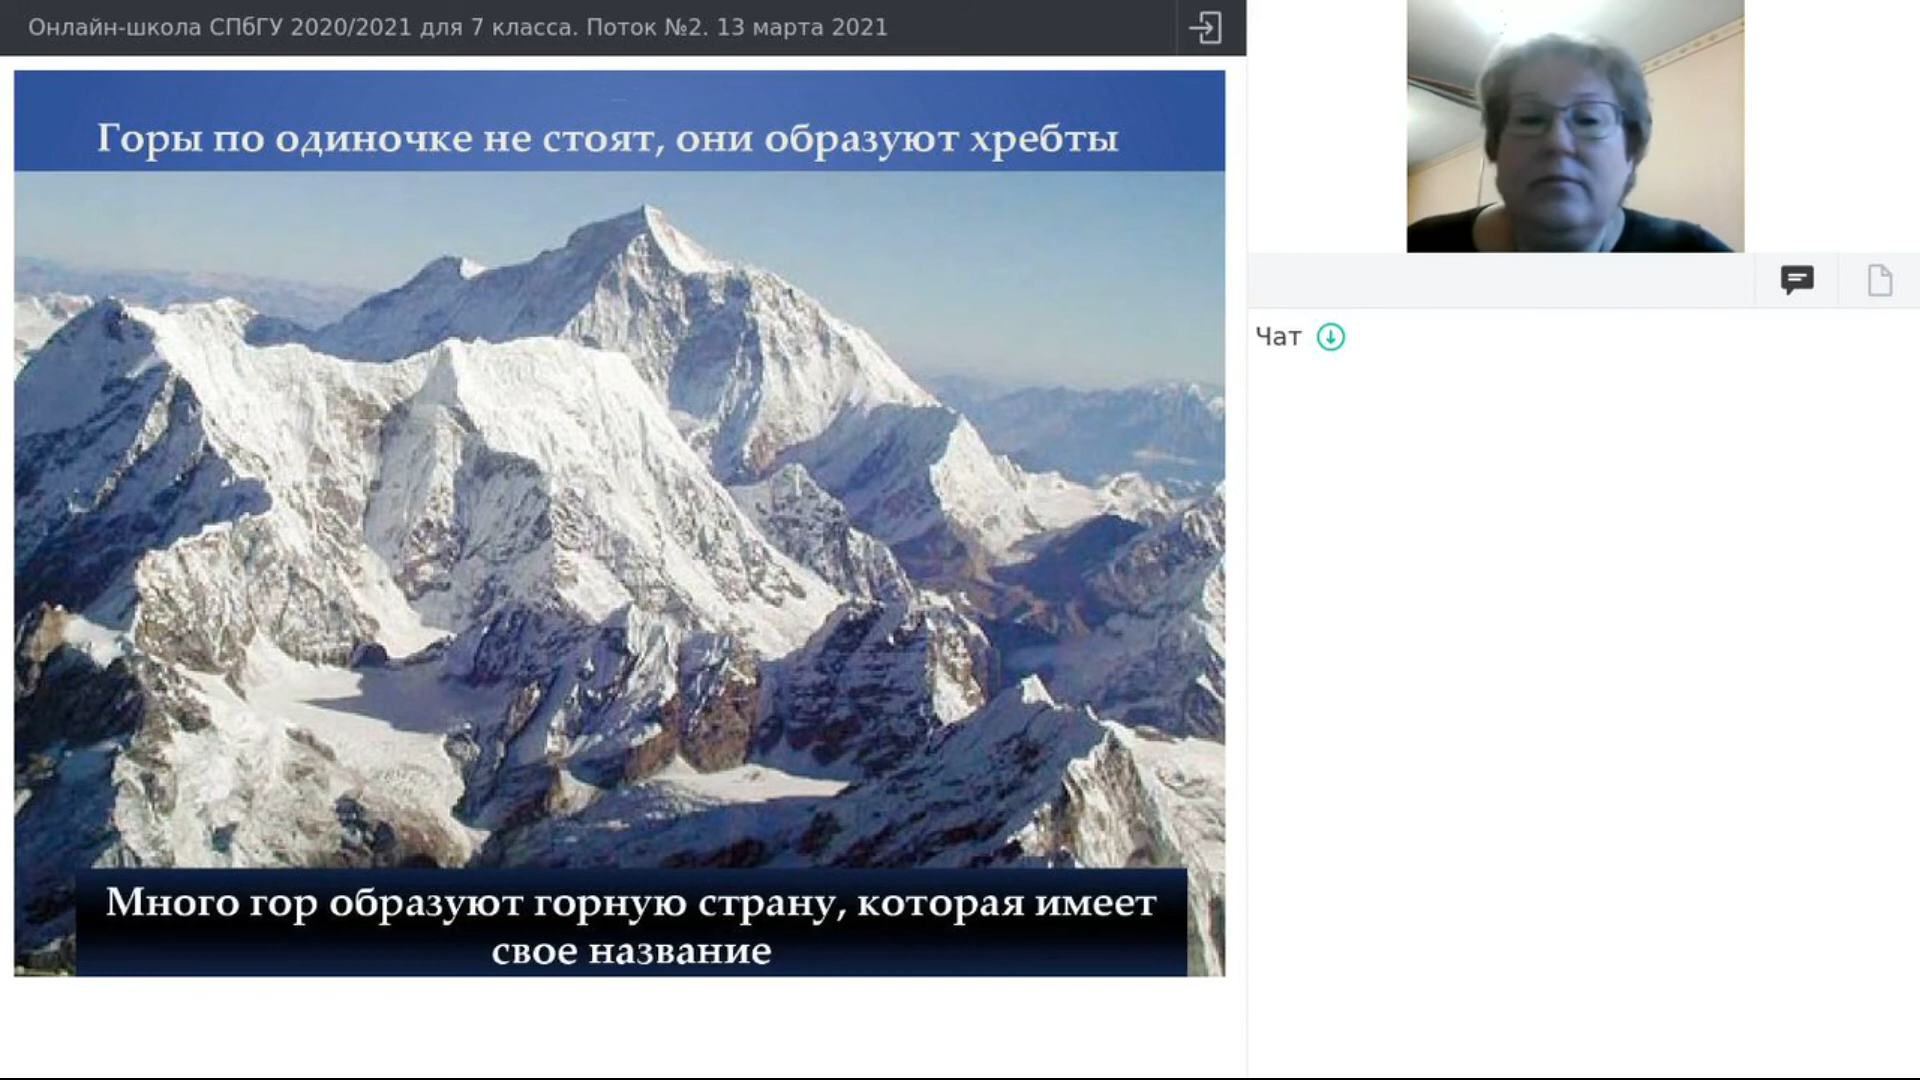 Онлайн-школа СПбГУ 2020/2021 для 7 класса. Поток №2. 13 марта 2021
Горы по одиночке не стоят, они образуют хребты
Много гор образуют горную страну, которая имеет
свое название
Чат